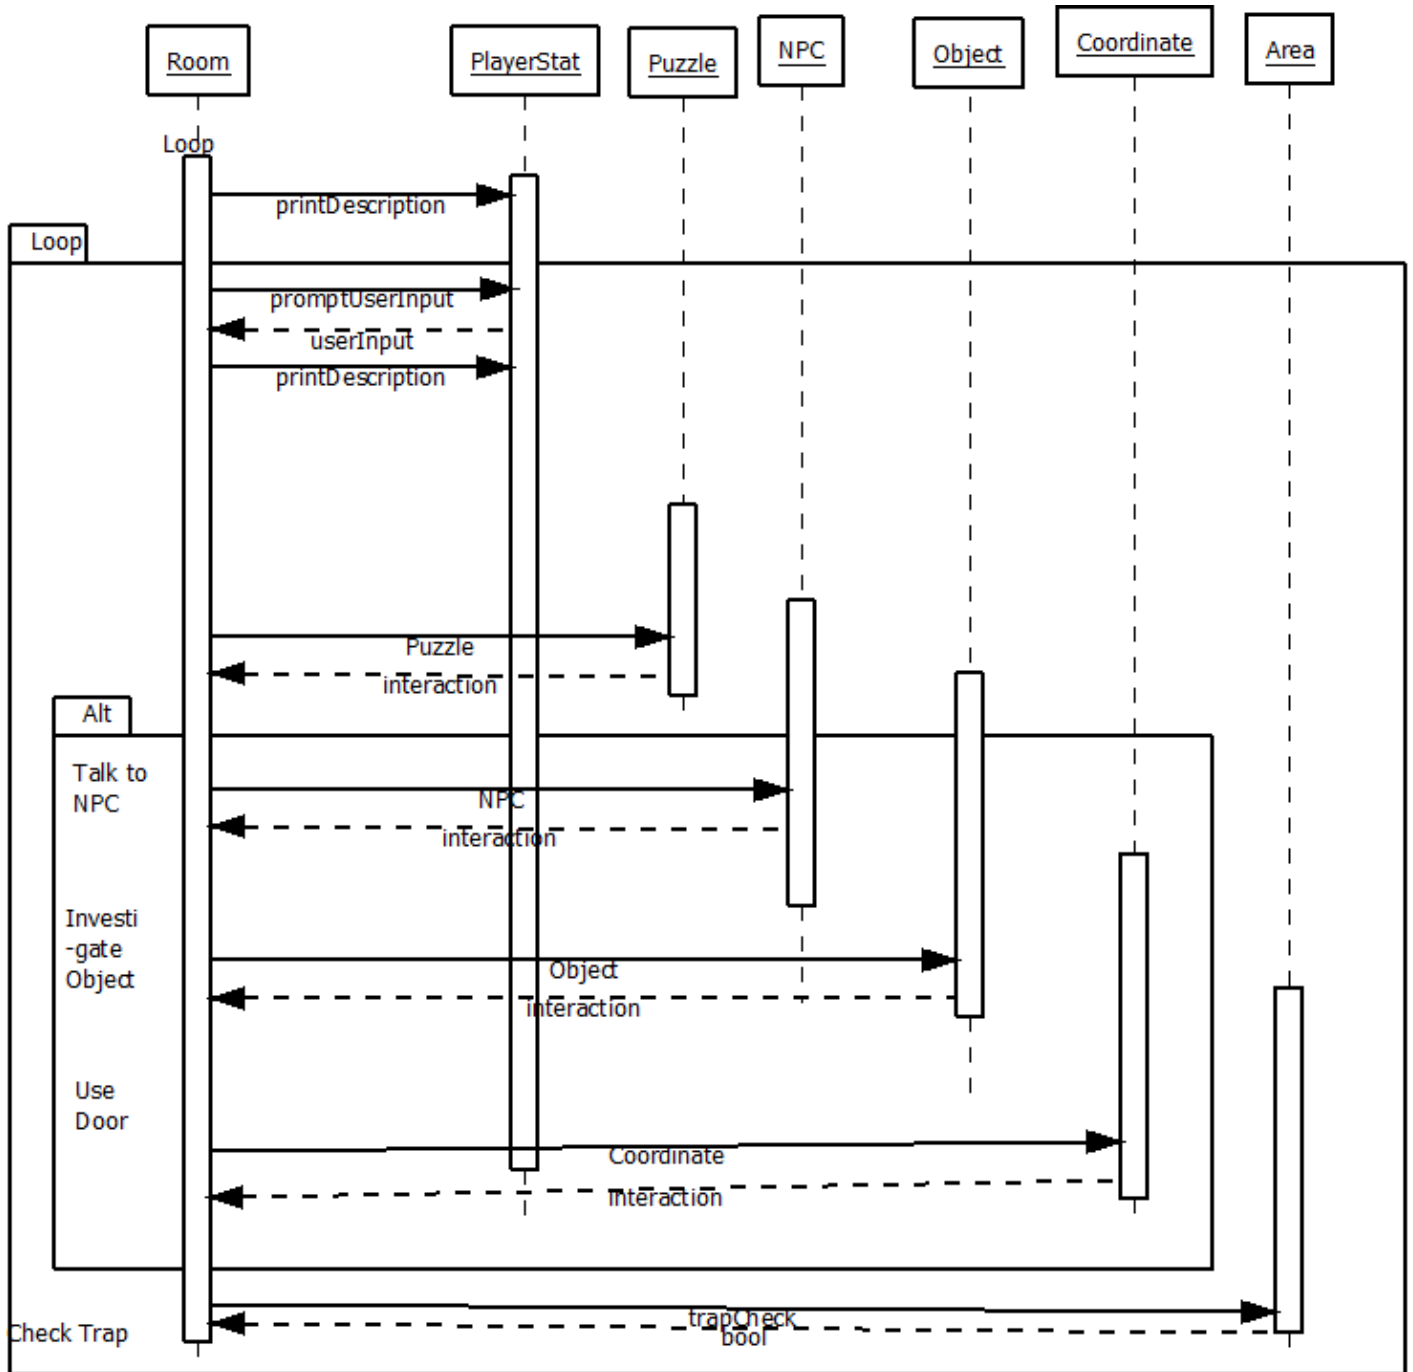 Room
PlayerStat
Puzzle
NPC
Object
Coordinate
Area
Loop
printDescription
Loop
promptUserInput
userInput
printDescription
Puzzle
interaction
Alt
Talk to
NPC
NPC
interaction
Investi
-gate
Object
Object
interaction
Use
Door
Coordinate
interaction
trapCheck
bool
Check Trap